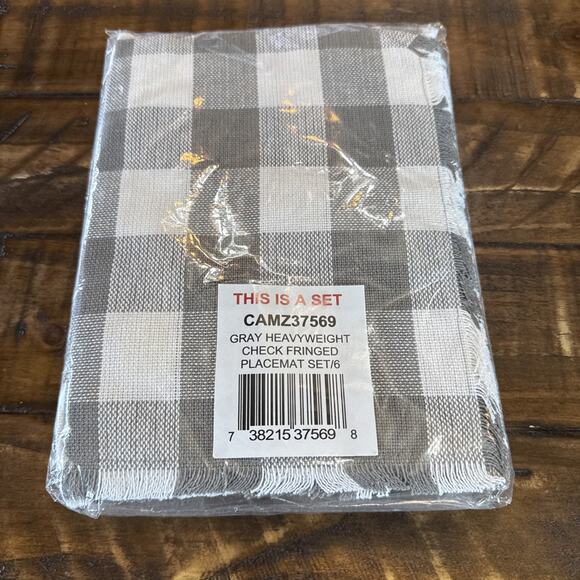 THIS IS A SET
CAMZ37569
GRAY HEAVYWEIGHT
CHECK FRINGED
PLACEMAT SET/6
7 38215 37569 8